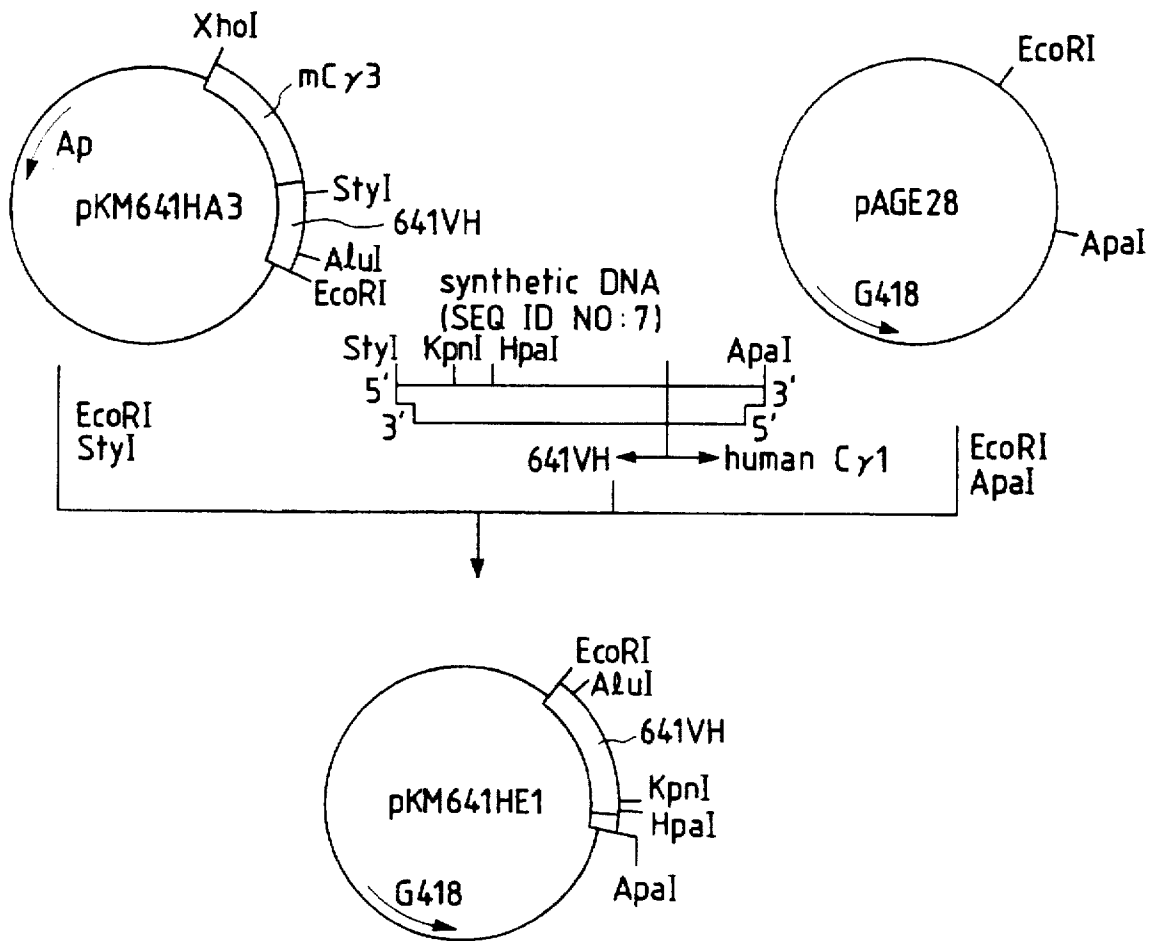 XhoI
mCγ3
Ap
pKM641HA3
StyI
641VH
AluI
EcoRI
EcoRI
pAGE28
ApaI
G418
synthetic DNA
(SEQ ID NO:7)
StyI KpnI HpaI ApaI
5' 3'
3' 5'
641VH human Cγ1
EcoRI
StyI
EcoRI
ApaI
EcoRI
AluI
641VH
pKM641HE1
KpnI
HpaI
ApaI
G418